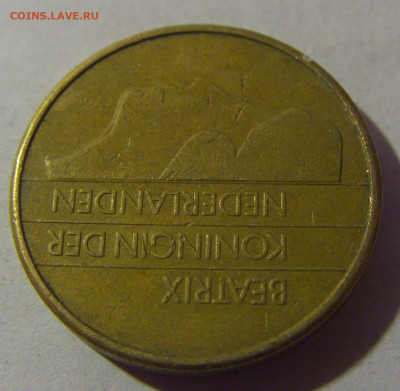 COINS.LAVE.RU
BEATRIX
KONINGIN DER
NEDERLANDEN